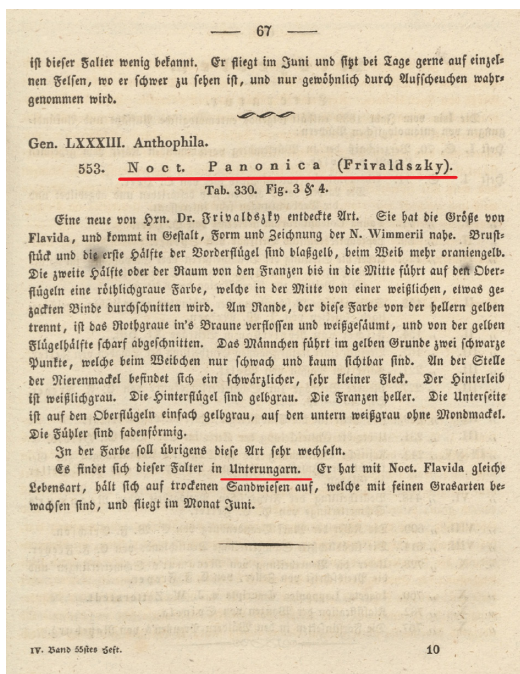 — 67 —
ist dieser Falter wenig bekannt. Er fliegt im Juni und sitzt bei Tage gerne auf einzel-
nen Felsen, wo er schwer zu sehen ist, und nur gewöhnlich durch Aufscheuchen wahr-
genommen wird.
Gen. LXXXIII. Anthophila.
553. Noct. Panonica (Frivaldszky).
Tab. 330. Fig. 3 & 4.
Eine neue von Hrn. Dr. Frivaldszky entdeckte Art. Sie hat die Größe von
Flavida, und kommt in Gestalt, Form und Zeichnung der N. Wimmerii nahe. Brust-
stück und die erste Hälfte der Vorderflügel sind blaßgelb, beim Weib mehr oraniengelb.
Die zweite Hälfte oder der Raum von den Franzen bis in die Mitte führt auf den Ober-
flügeln eine röthlichgraue Farbe, welche in der Mitte von einer weißlichen, etwas ge-
zackten Binde durchschnitten wird. Am Rande, der diese Farbe von der hellern gelben
trennt, ist das Rothgraue in's Braune verflossen und weißgesäumt, und von der gelben
Flügelhälfte scharf abgeschnitten. Das Männchen führt im gelben Grunde zwei schwarze
Punkte, welche beim Weibchen nur schwach und kaum sichtbar sind. An der Stelle
der Nierenmackel befindet sich ein schwärzlicher, sehr kleiner Fleck. Der Hinterleib
ist weißlichgrau. Die Hinterflügel sind gelbgrau. Die Franzen heller. Die Unterseite
ist auf den Oberflügeln einfach gelbgrau, auf den untern weißgrau ohne Mondmackel.
Die Fühler sind fadenförmig.
In der Farbe soll übrigens diese Art sehr wechseln.
Es findet sich dieser Falter in Unterungarn. Er hat mit Noct. Flavida gleiche
Lebensart, hält sich auf trockenen Sandwiesen auf, welche mit feinen Grasarten be-
wachsen sind, und fliegt im Monat Juni.
IV. Band 55stes Heft. 10